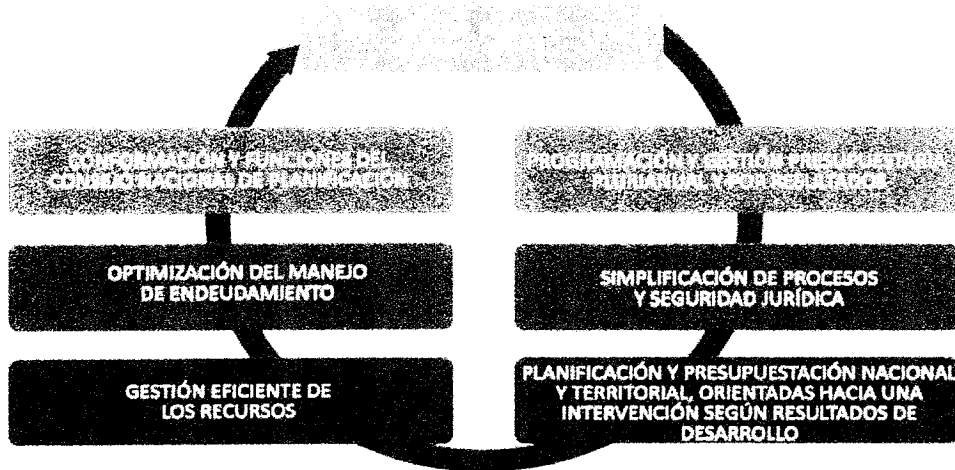 CONFORMACIÓN Y FUNCIONES DEL
CONSEJO NACIONAL DE PLANIFICACIÓN
PROGRAMACIÓN Y GESTIÓN PRESUPUESTARIA
PLURIANUAL Y POR RESULTADOS
OPTIMIZACIÓN DEL MANEJO
DE ENDEUDAMIENTO
SIMPLIFICACIÓN DE PROCESOS
Y SEGURIDAD JURÍDICA
GESTIÓN EFICIENTE DE
LOS RECURSOS
PLANIFICACIÓN Y PRESUPUESTACIÓN NACIONAL
Y TERRITORIAL, ORIENTADAS HACIA UNA
INTERVENCIÓN SEGÚN RESULTADOS DE
DESARROLLO